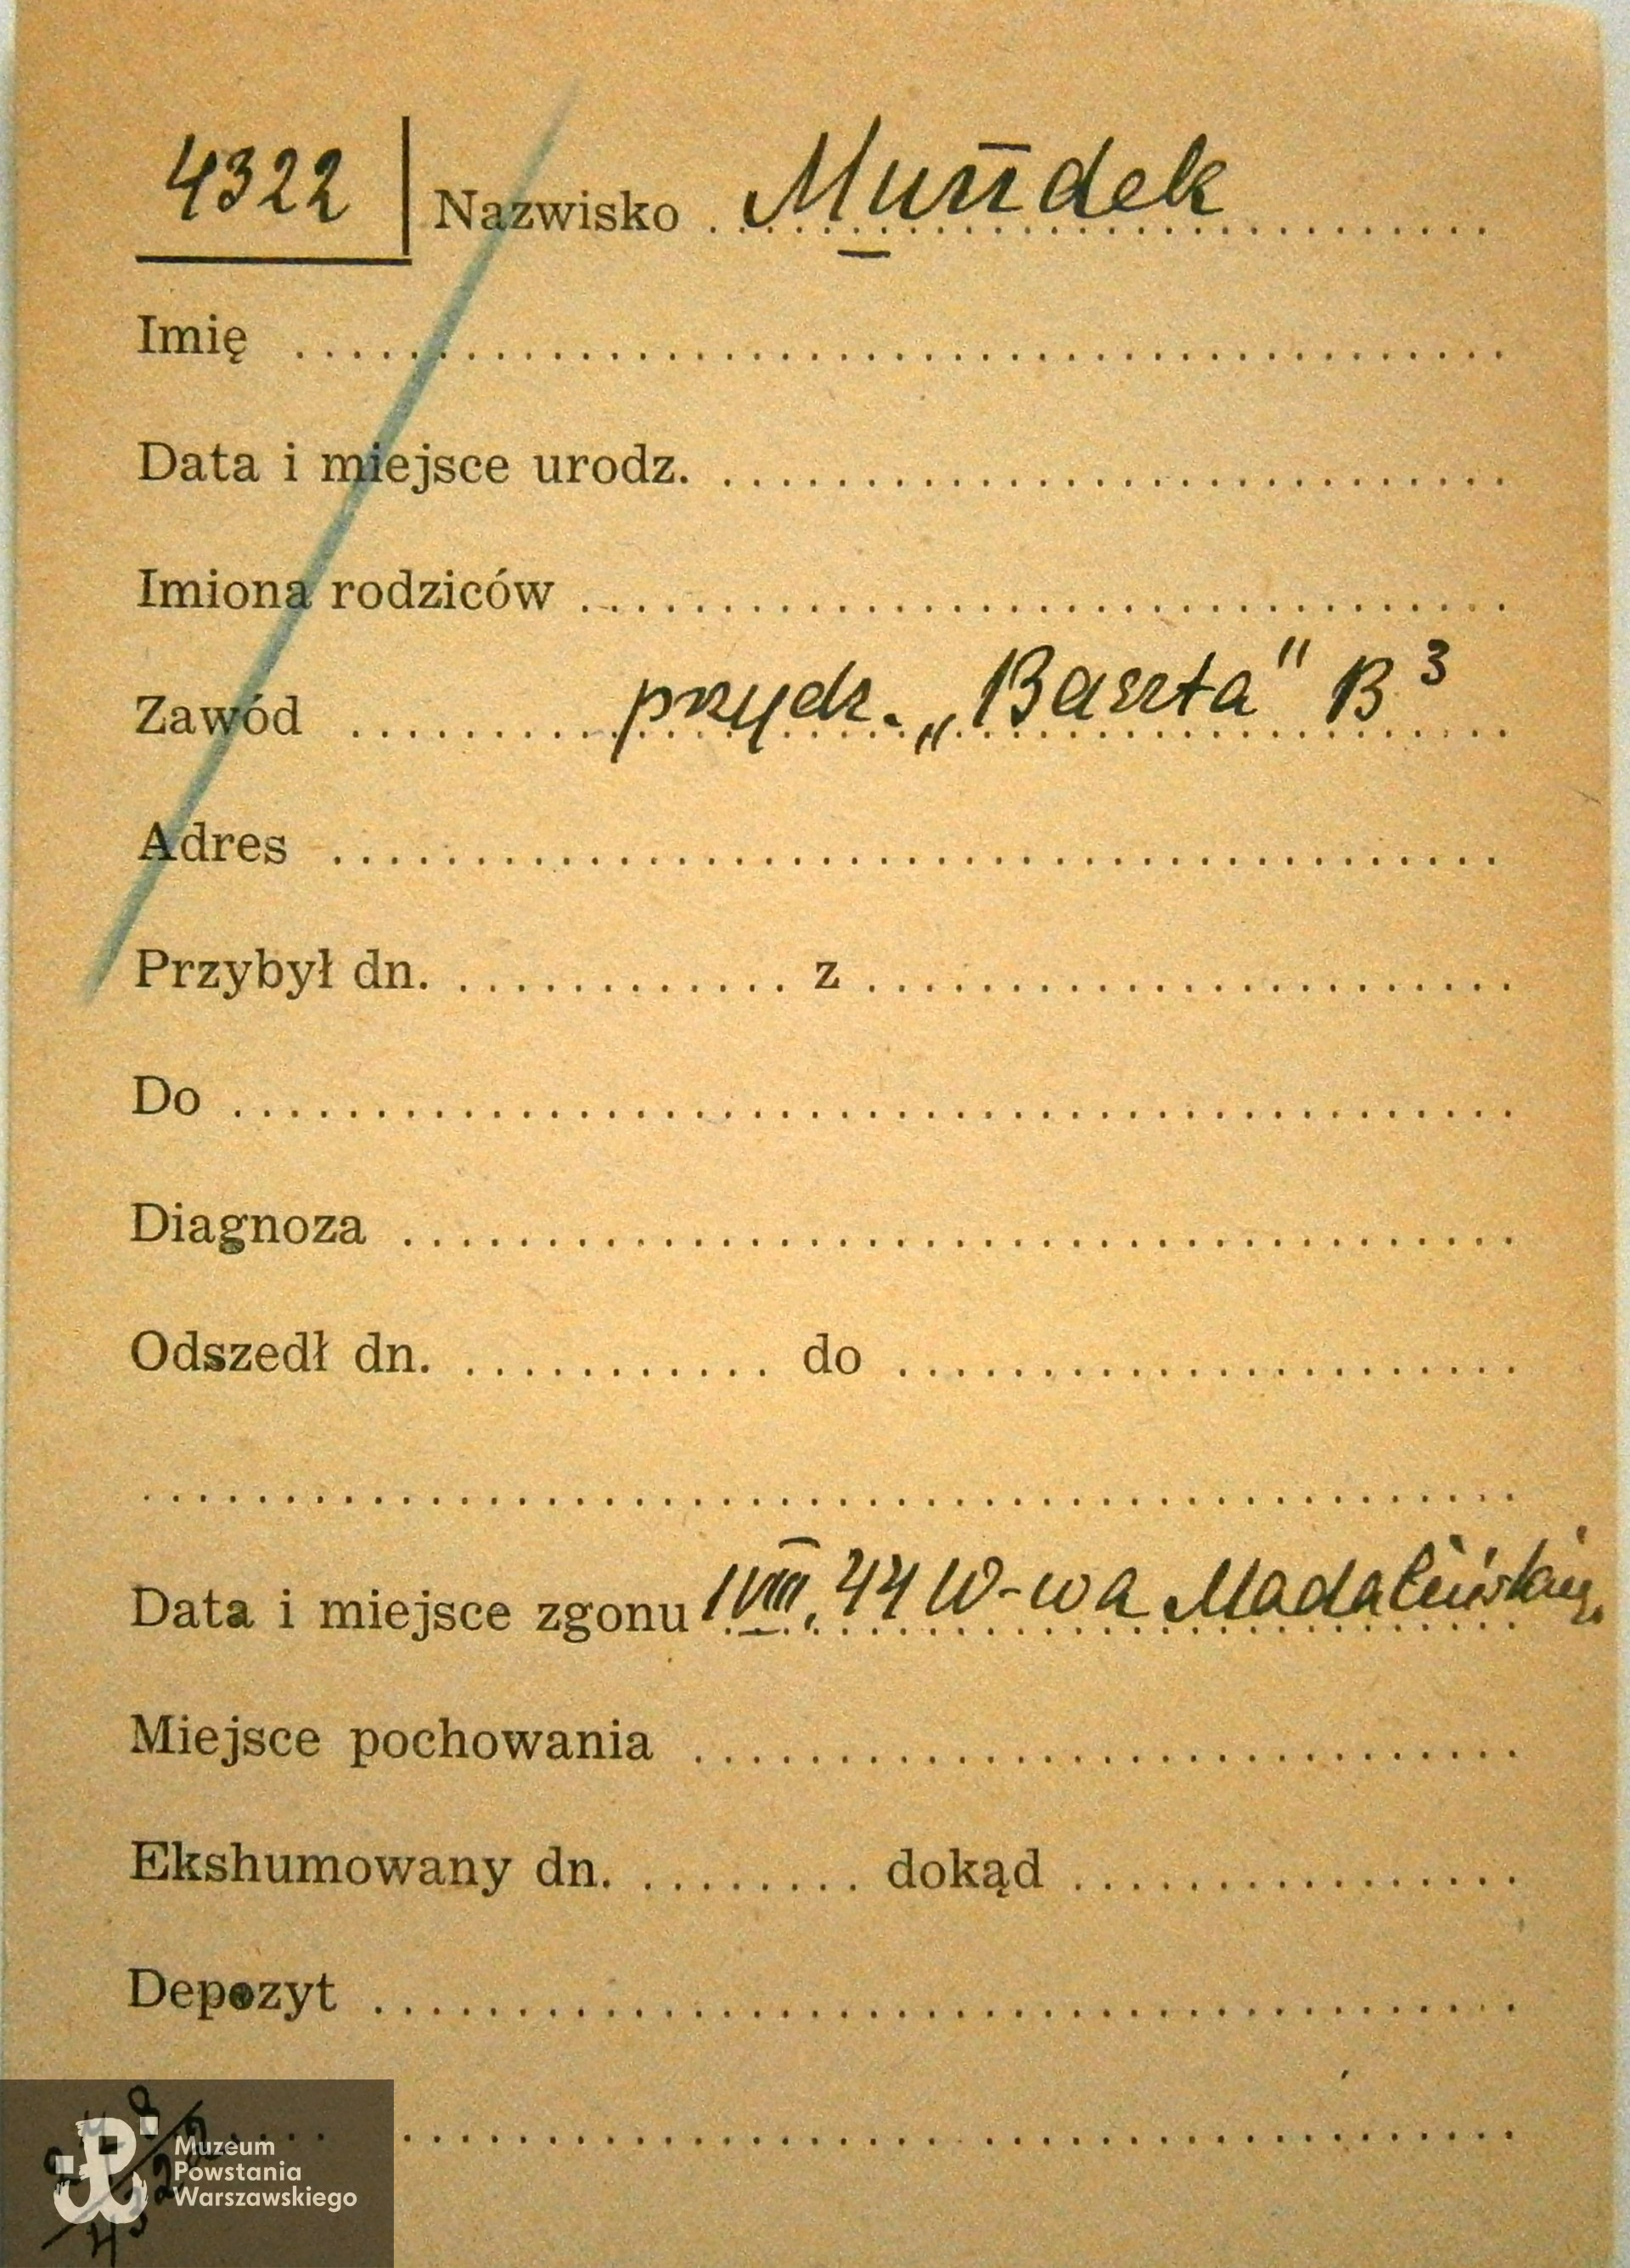 4322 Nazwisko Mundek
Imię
Data i miejsce urodz.
Imiona rodziców
Zawód przydz. „Baszta" B³
Adres
Przybył dn. z
Do
Diagnoza
Odszedł dn. do
Data i miejsce zgonu 1 VIII. 44 W-wa Madalińskieg.
Miejsce pochowania
Ekshumowany dn. dokąd
Depozyt
Muzeum
Powstania
Warszawskiego